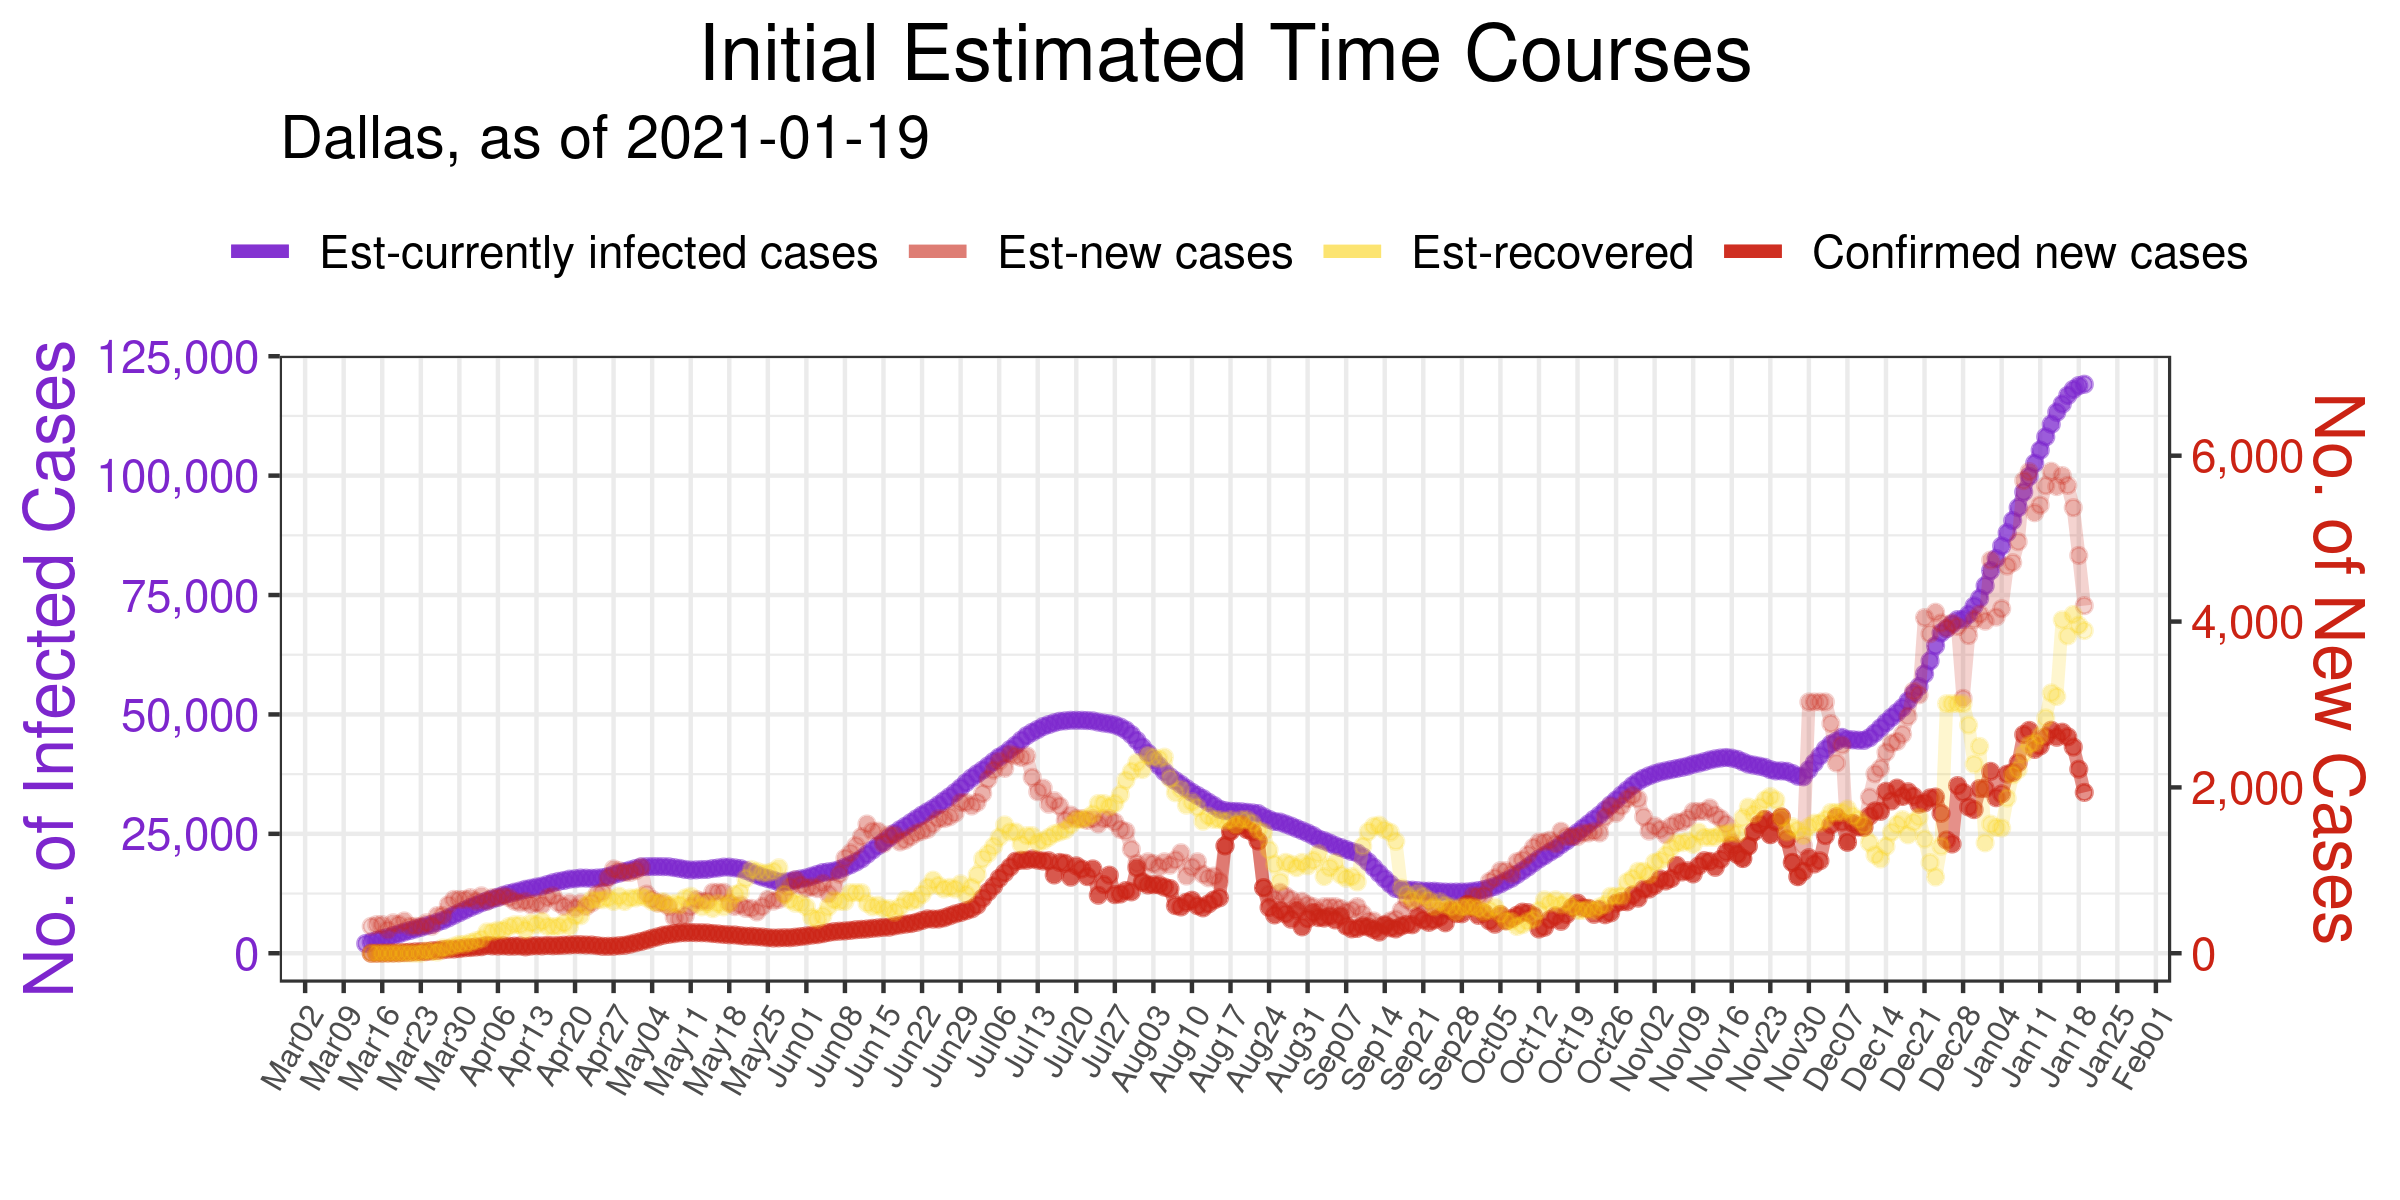 Initial Estimated Time Courses
Dallas, as of 2021-01-19
Est-currently infected cases Est-new cases Est-recovered Confirmed new cases
No. of Infected Cases
125,000
100,000
75,000
50,000
25,000
0
6,000
4,000
2,000
0
No. of New Cases
Mar02 Mar09 Mar16 Mar23 Mar30 Apr06 Apr13 Apr20 Apr27 May04 May11 May18 May25 Jun01 Jun08 Jun15 Jun22 Jun29 Jul06 Jul13 Jul20 Jul27 Aug03 Aug10 Aug17 Aug24 Aug31 Sep07 Sep14 Sep21 Sep28 Oct05 Oct12 Oct19 Oct26 Nov02 Nov09 Nov16 Nov23 Nov30 Dec07 Dec14 Dec21 Dec28 Jan04 Jan11 Jan18 Jan25 Feb01